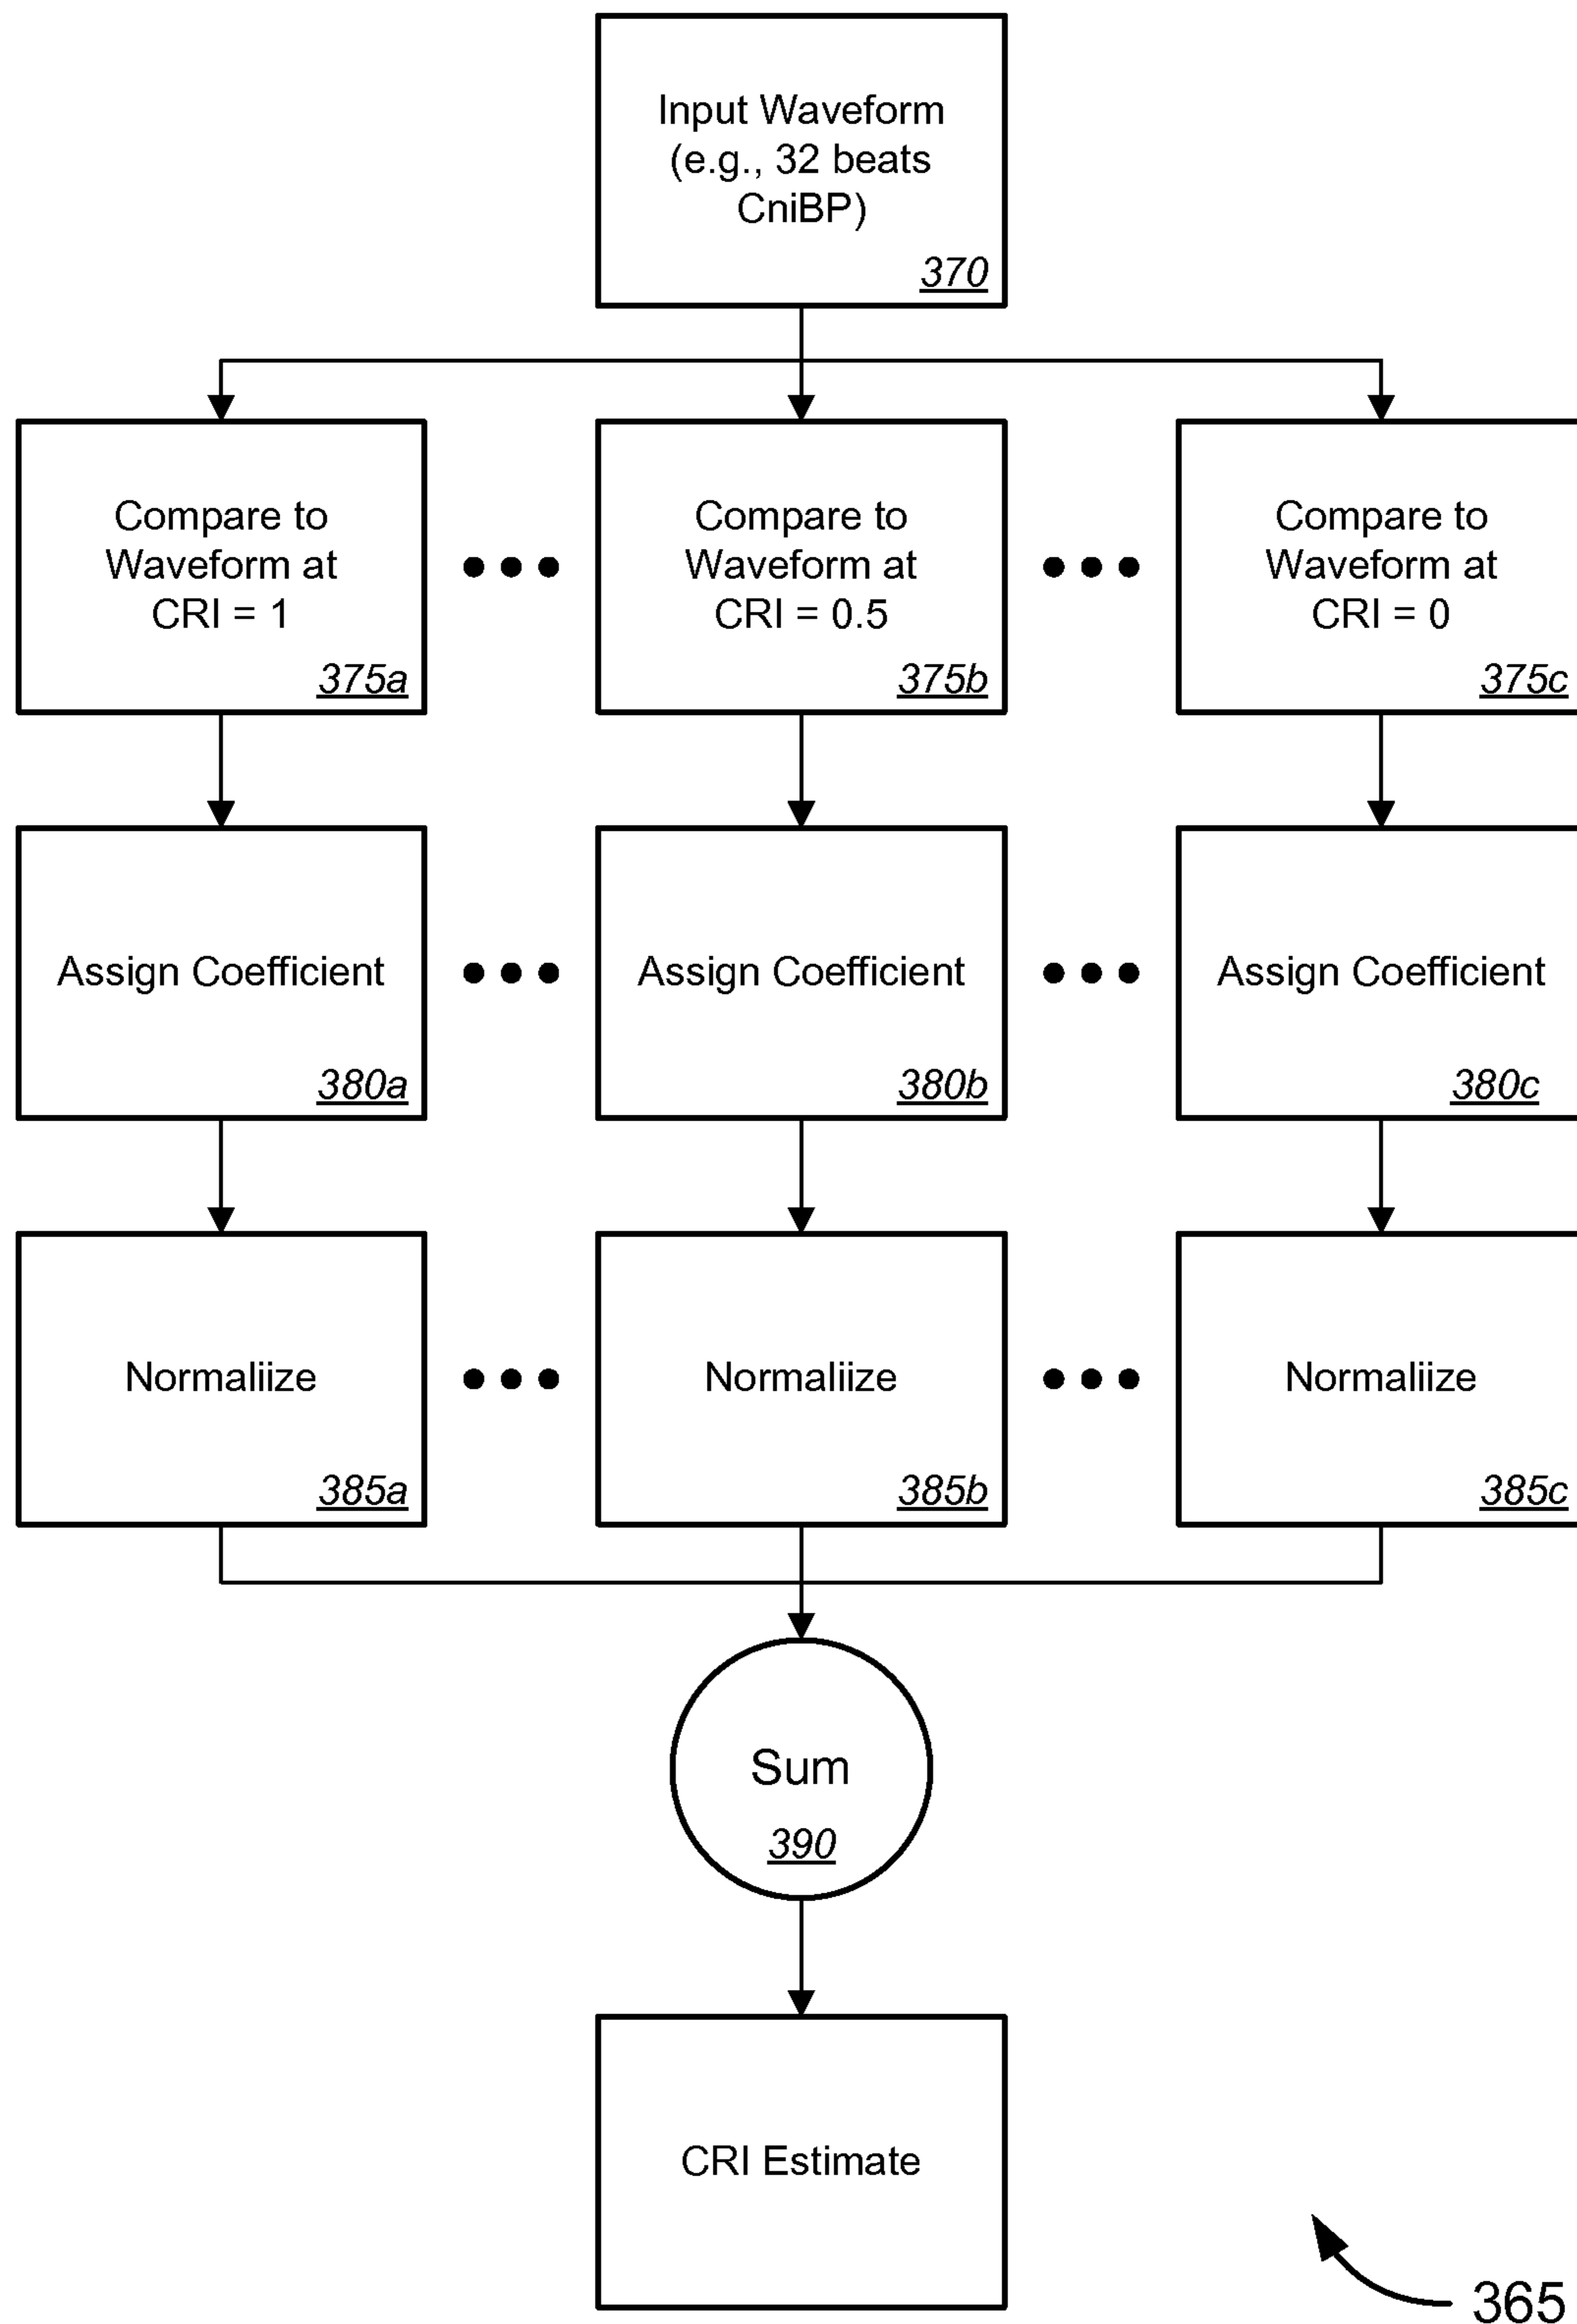 Input Waveform
(e.g., 32 beats
CniBP)
370
Compare to
Waveform at
CRI = 1
375a
Compare to
Waveform at
CRI = 0.5
375b
Compare to
Waveform at
CRI = 0
375c
Assign Coefficient
380a
Assign Coefficient
380b
Assign Coefficient
380c
Normaliize
385a
Normaliize
385b
Normaliize
385c
Sum
390
CRI Estimate
365